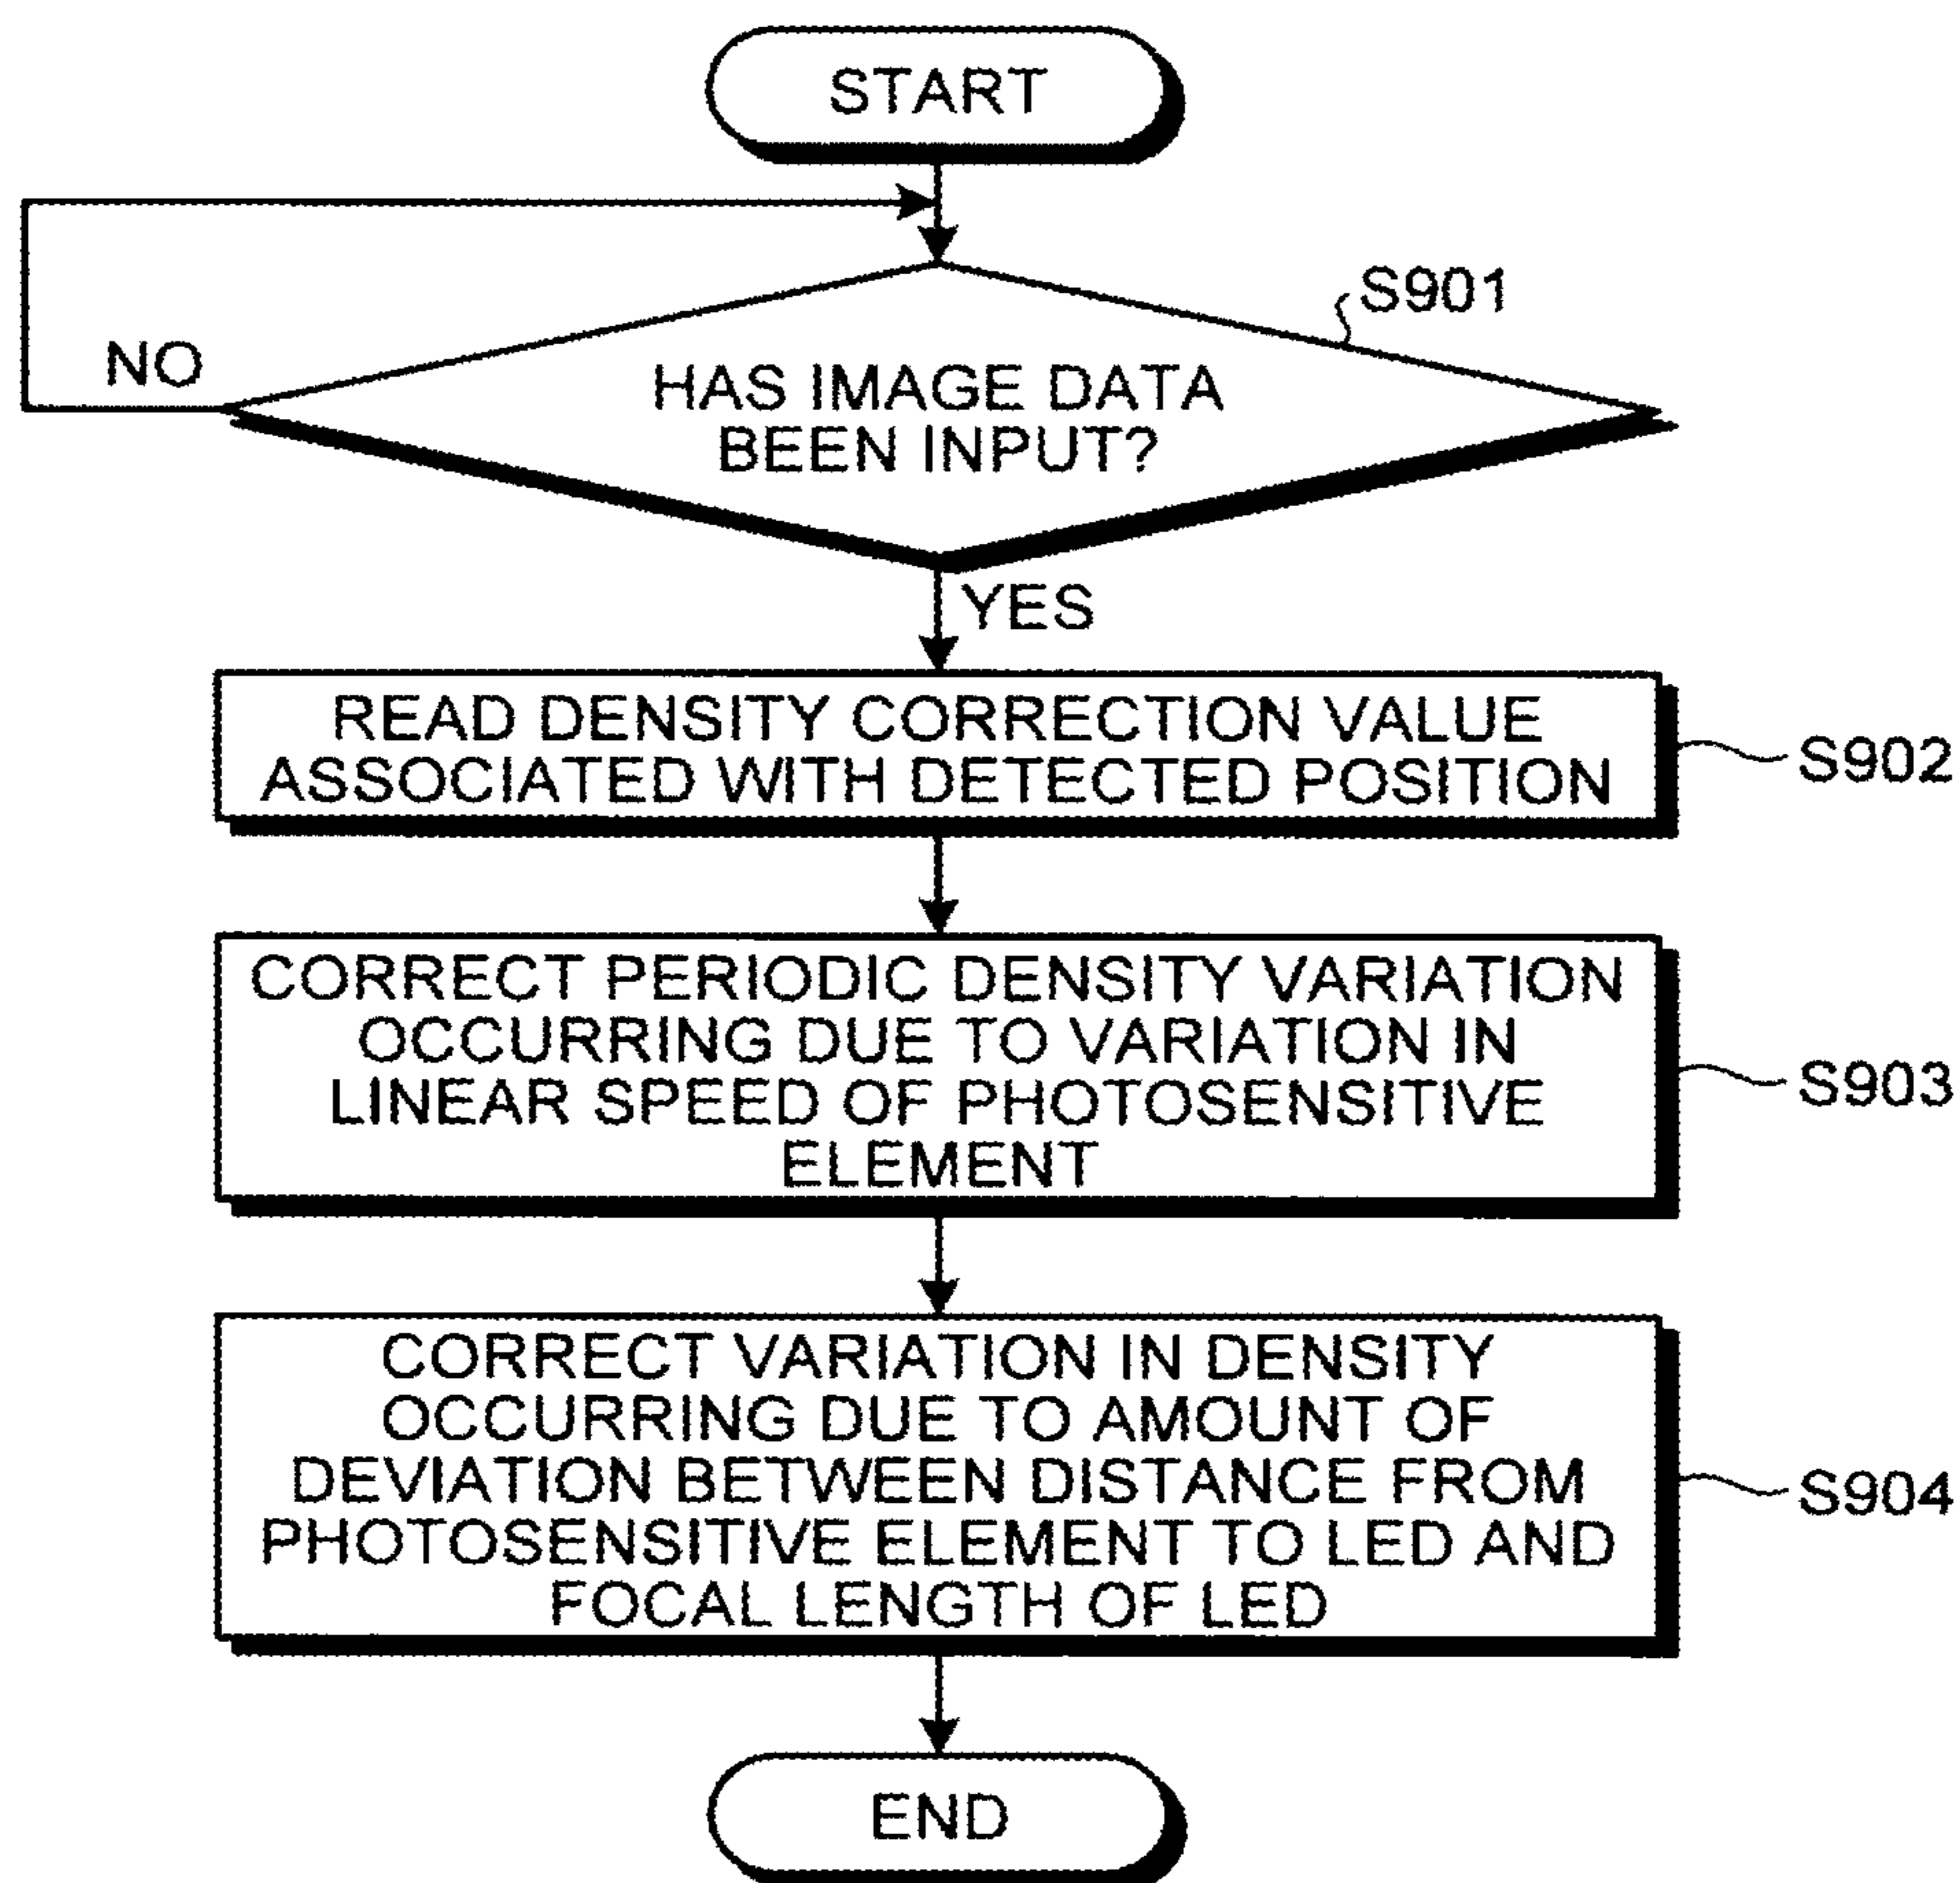 START
S901
NO
HAS IMAGE DATA
BEEN INPUT?
YES
READ DENSITY CORRECTION VALUE
ASSOCIATED WITH DETECTED POSITION
S902
CORRECT PERIODIC DENSITY VARIATION
OCCURRING DUE TO VARIATION IN
LINEAR SPEED OF PHOTOSENSITIVE
ELEMENT
S903
CORRECT VARIATION IN DENSITY
OCCURRING DUE TO AMOUNT OF
DEVIATION BETWEEN DISTANCE FROM
PHOTOSENSITIVE ELEMENT TO LED AND
FOCAL LENGTH OF LED
S904
END